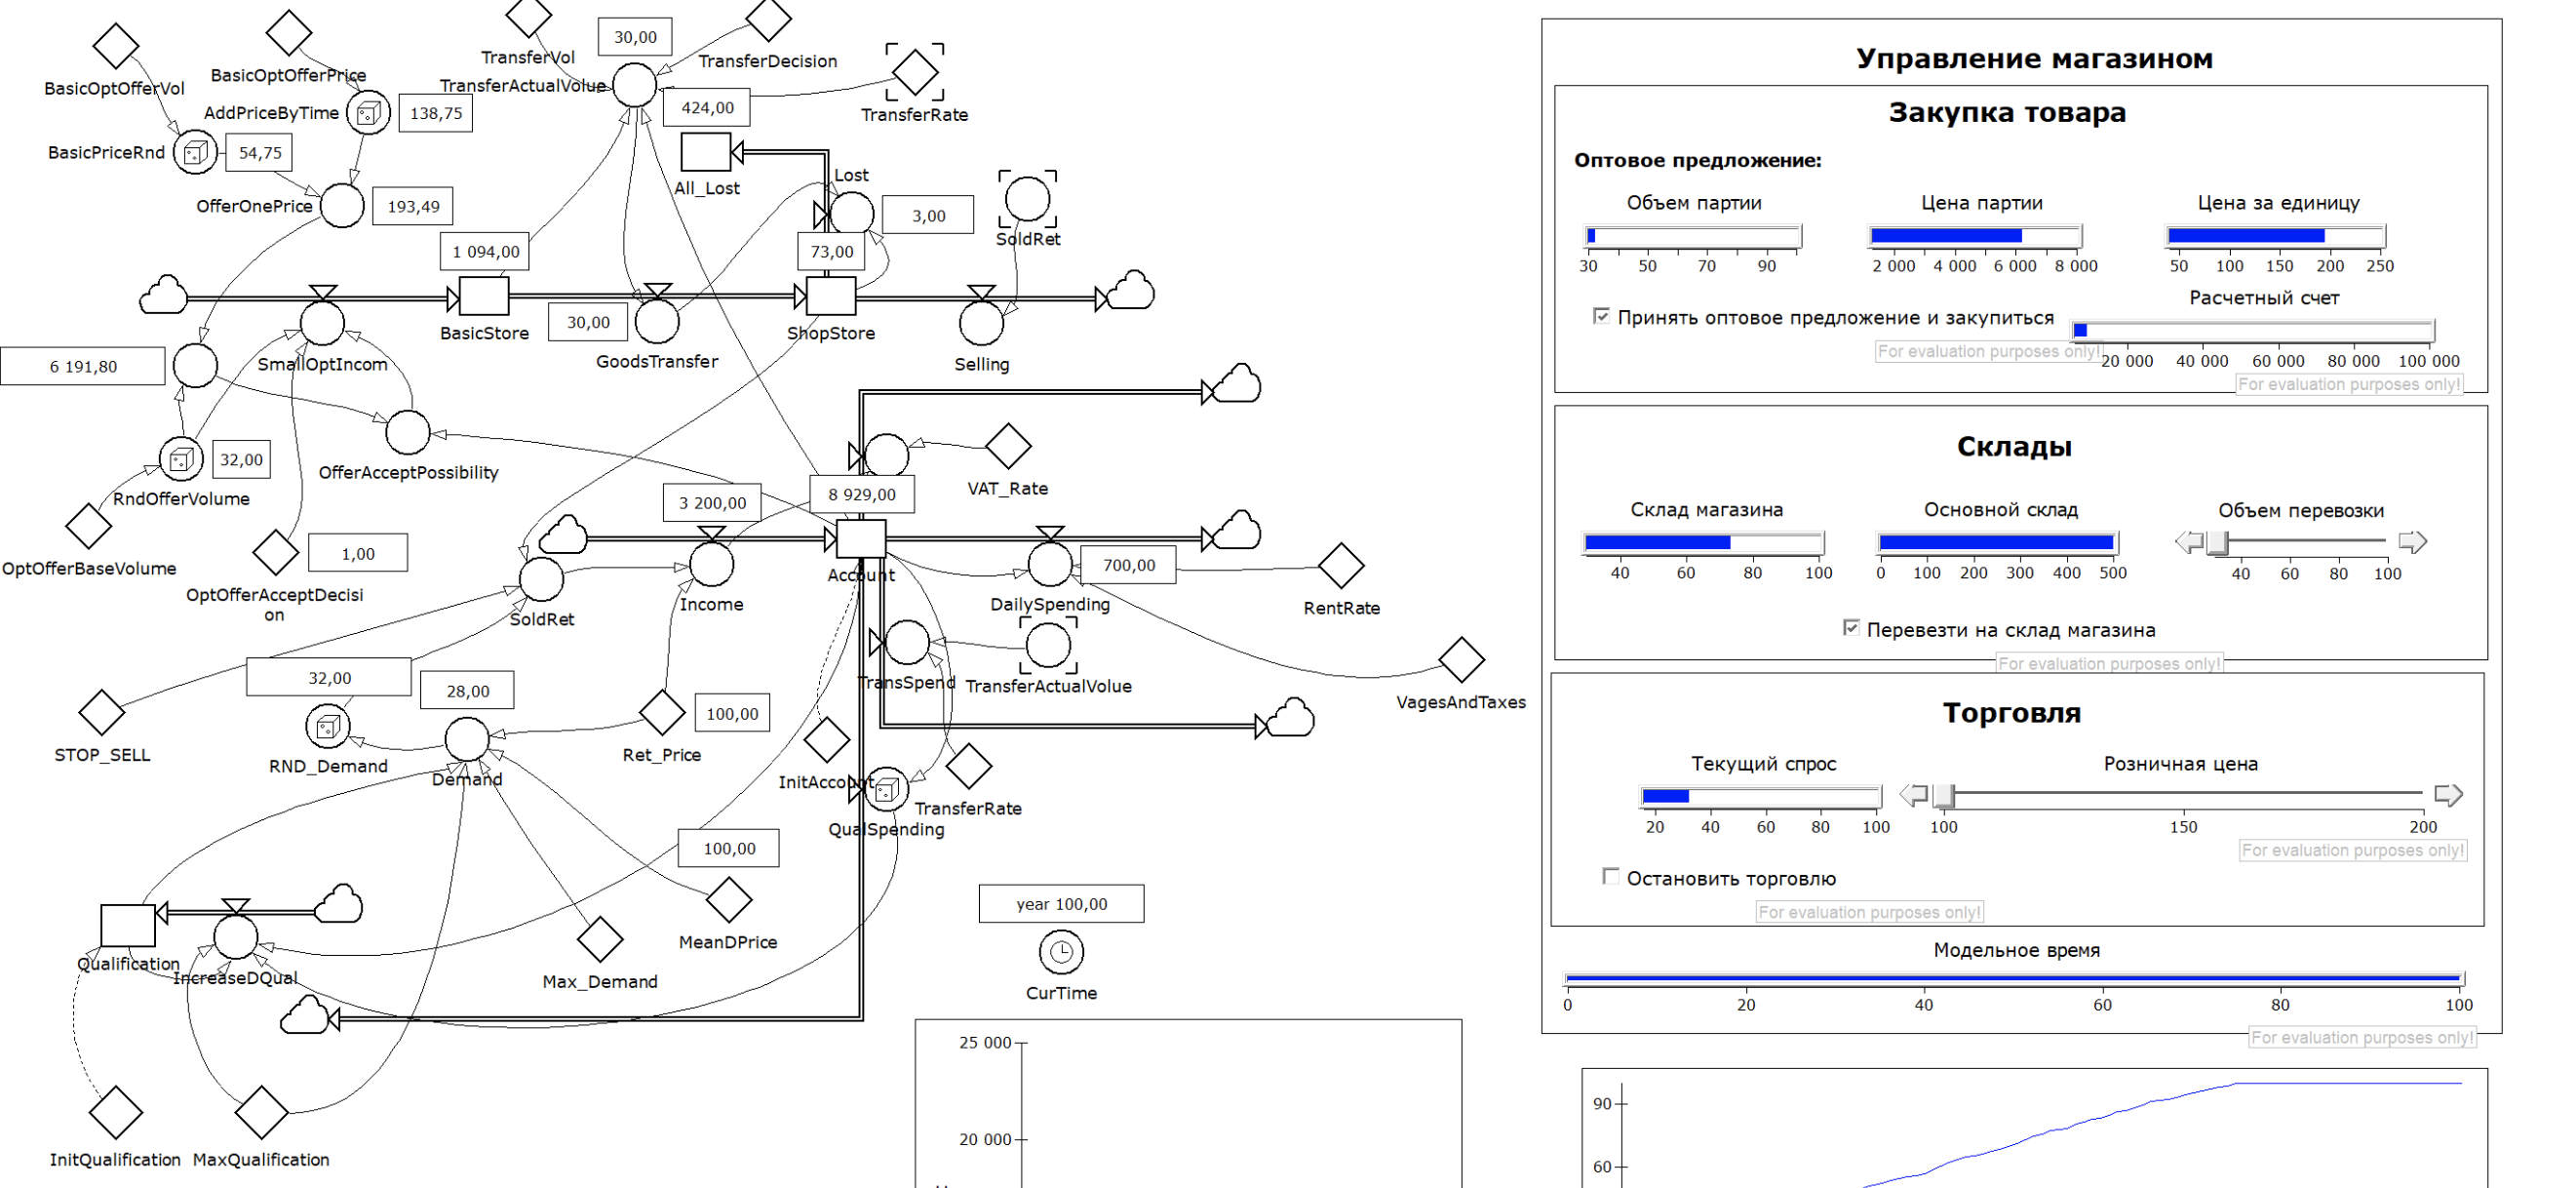 TransferVol
30,00
TransferDecision
BasicOptOfferVol
BasicOptOfferPrice
TransferActualVolue
AddPriceByTime
138,75
424,00
TransferRate
BasicPriceRnd
54,75
All_Lost
Lost
OfferOnePrice
193,49
3,00
SoldRet
1 094,00
73,00
BasicStore
30,00
GoodsTransfer
ShopStore
Selling
6 191,80
SmallOptIncom
32,00
OfferAcceptPossibility
RndOfferVolume
VAT_Rate
3 200,00
8 929,00
OptOfferBaseVolume
1,00
OptOfferAcceptDecisi
on
Account
700,00
SoldRet
Income
DailySpending
RentRate
32,00
28,00
TransSpend
TransferActualVolue
VagesAndTaxes
100,00
STOP_SELL
RND_Demand
Demand
Ret_Price
InitAccount
TransferRate
QualSpending
100,00
year 100,00
MeanDPrice
Qualification
IncreaseDQual
Max_Demand
CurTime
InitQualification
MaxQualification
25 000
20 000
Управление магазином
Закупка товара
Оптовое предложение:
Объем партии
Цена партии
Цена за единицу
30 50 70 90
2 000 4 000 6 000 8 000
50 100 150 200 250
Расчетный счет
Принять оптовое предложение и закупиться
For evaluation purposes only!
20 000 40 000 60 000 80 000 100 000
For evaluation purposes only!
Склады
Склад магазина
Основной склад
Объем перевозки
40 60 80 100
0 100 200 300 400 500
40 60 80 100
Перевезти на склад магазина
For evaluation purposes only!
Торговля
Текущий спрос
Розничная цена
20 40 60 80 100
100 150 200
For evaluation purposes only!
Остановить торговлю
For evaluation purposes only!
Модельное время
0 20 40 60 80 100
For evaluation purposes only!
90
60